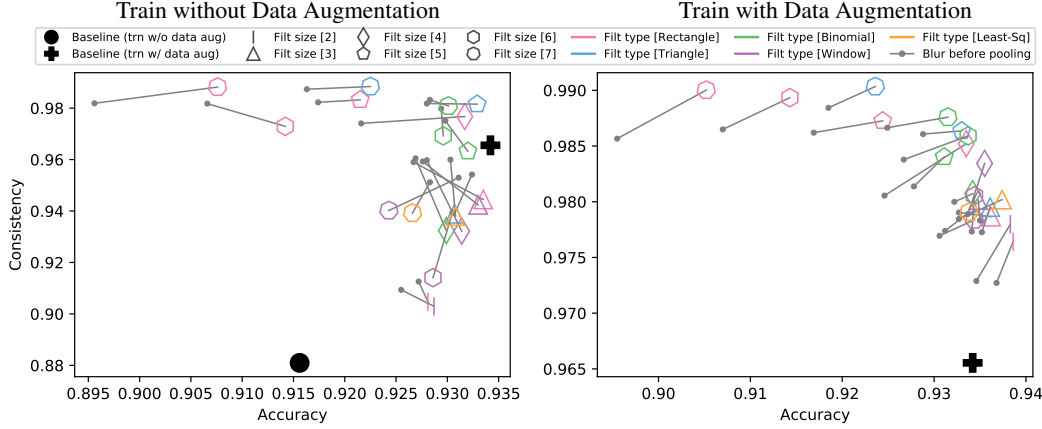 Train without Data Augmentation
Train with Data Augmentation
Baseline (trn w/o data aug) Filt size [2] Filt size [4] Filt size [6] Filt type [Rectangle] Filt type [Binomial] Filt type [Least-Sq]
Baseline (trn w/ data aug) Filt size [3] Filt size [5] Filt size [7] Filt type [Triangle] Filt type [Window] Blur before pooling
Consistency
0.98
0.96
0.94
0.92
0.90
0.88
0.895 0.900 0.905 0.910 0.915 0.920 0.925 0.930 0.935
Accuracy
0.990
0.985
0.980
0.975
0.970
0.965
0.90 0.91 0.92 0.93 0.94
Accuracy